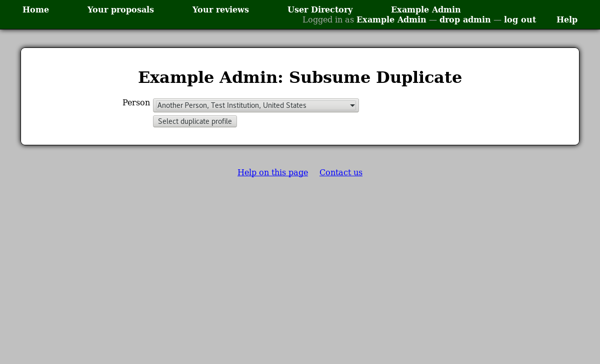 Home Your proposals Your reviews User Directory Example Admin
Logged in as Example Admin — drop admin — log out Help
Example Admin: Subsume Duplicate
Person Another Person, Test Institution, United States
Select duplicate profile
Help on this page Contact us